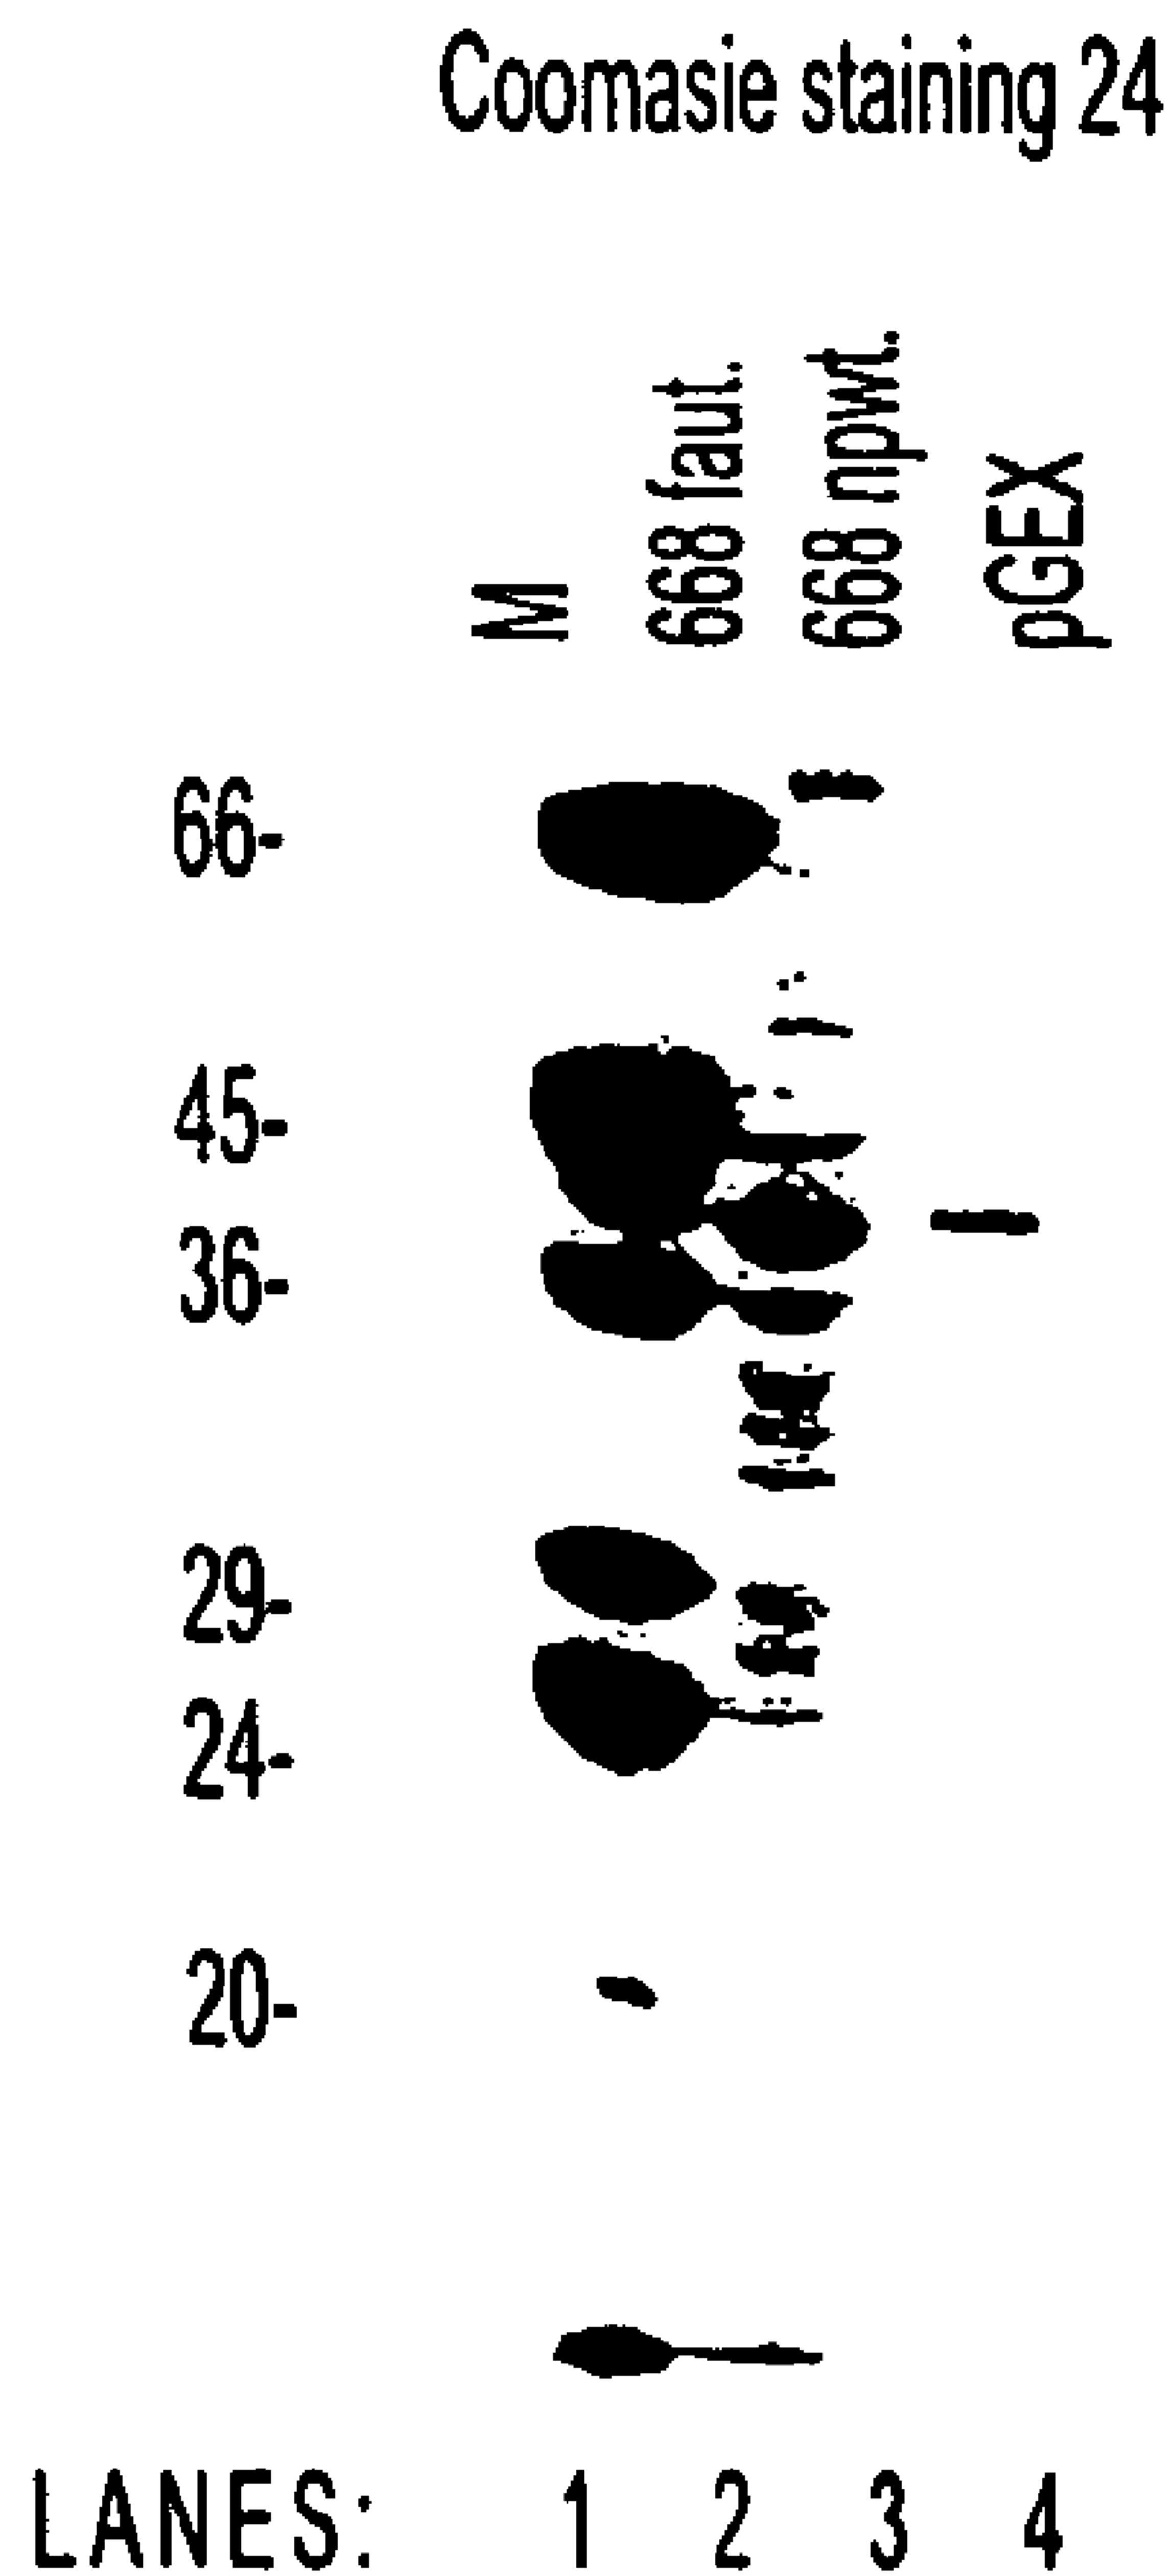 Coomasie staining 24
M
668 faut.
668 npwt.
pGEX
66-
45-
36-
29-
24-
20-
LANES: 1 2 3 4